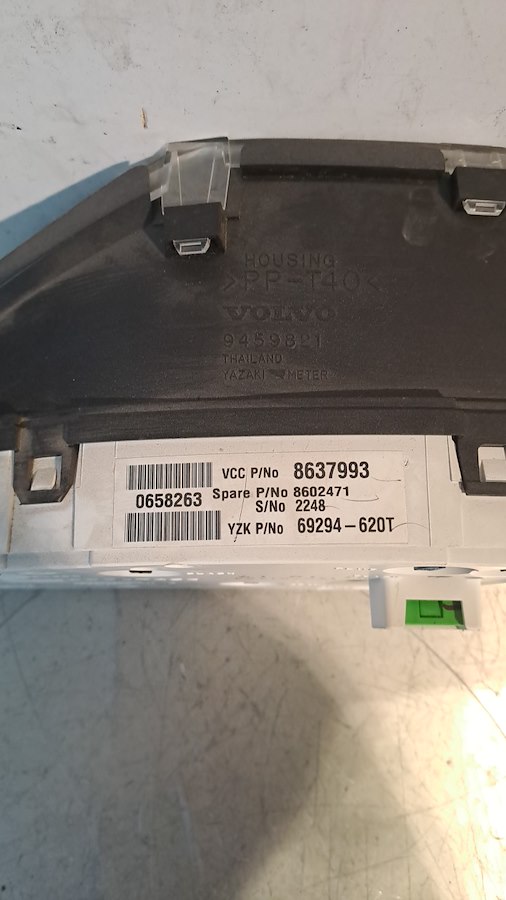 HOUSING
>PP-T40<
VOLVO
9459821
THAILAND
YAZAKI METER
VCC P/No 8637993
0658263 Spare P/No 8602471
S/No 2248
YZK P/No 69294-620T